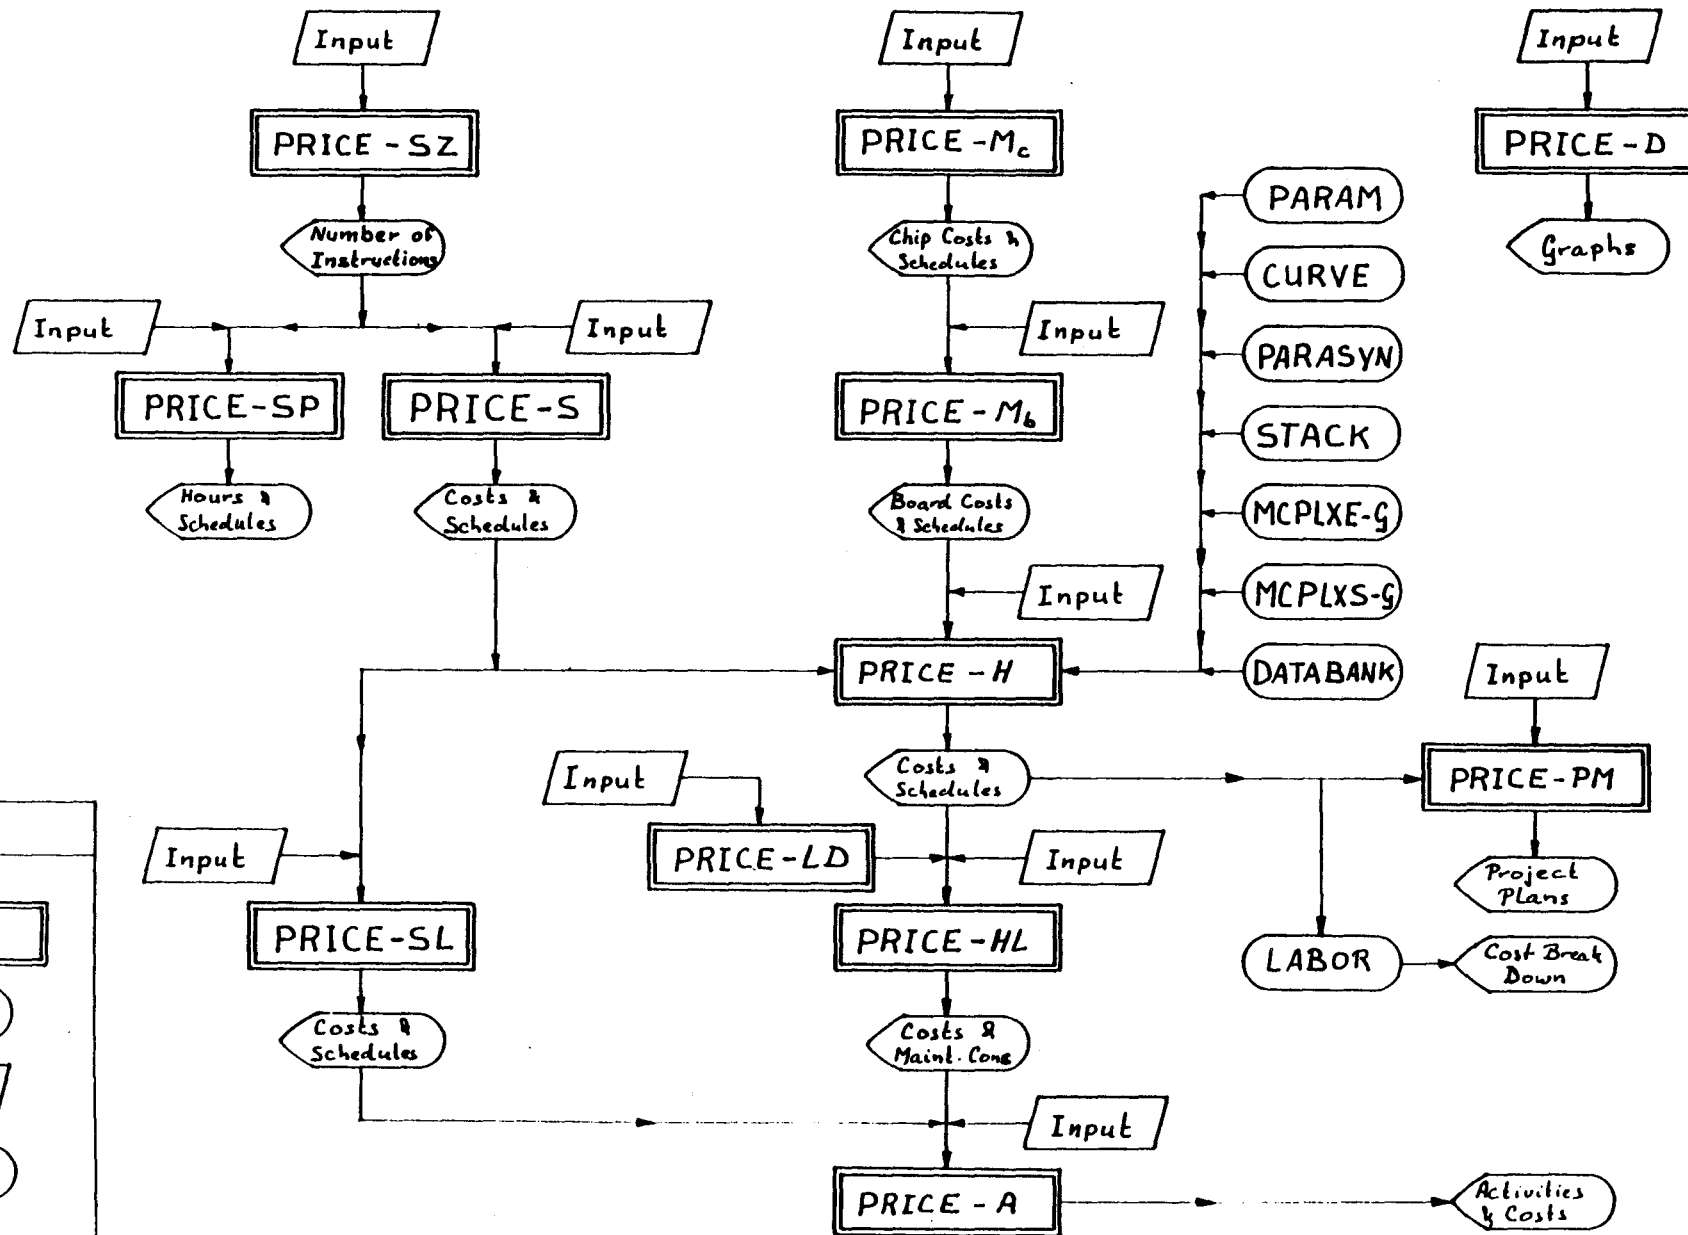 Input
Input
Input
PRICE - SZ
PRICE - Mc
PRICE - D
PARAM
Number of
Instructions
Chip Costs &
Schedules
Graphs
CURVE
Input
Input
Input
PARASYN
PRICE-SP
PRICE-S
PRICE-Mb
STACK
Hours &
Schedules
Costs &
Schedules
Board Costs
& Schedules
MCPLXE-G
Input
MCPLXS-G
PRICE - H
DATABANK
Input
Input
Costs &
Schedules
PRICE-PM
Input
PRICE-LD
Input
Project
Plans
PRICE-SL
PRICE-HL
LABOR
Cost Break
Down
Costs &
Schedules
Costs &
Maint. Conc
Input
PRICE - A
Activities
& Costs